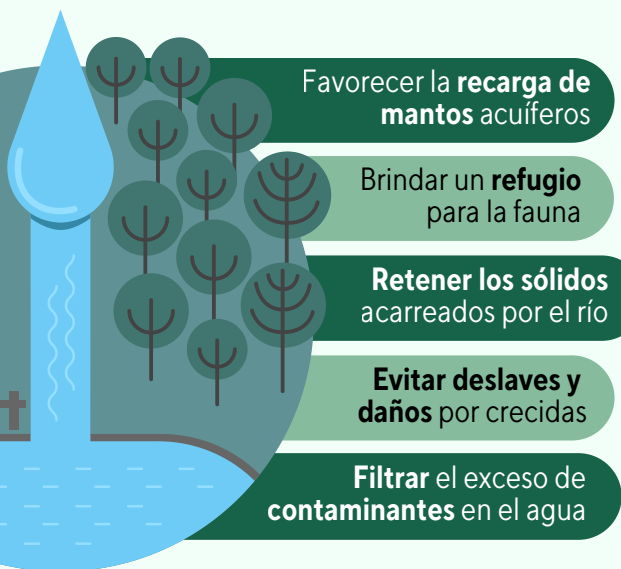 Favorecer la recarga de
mantos acuíferos
Brindar un refugio
para la fauna
Retener los sólidos
acarreados por el río
Evitar deslaves y
daños por crecidas
Filtrar el exceso de
contaminantes en el agua